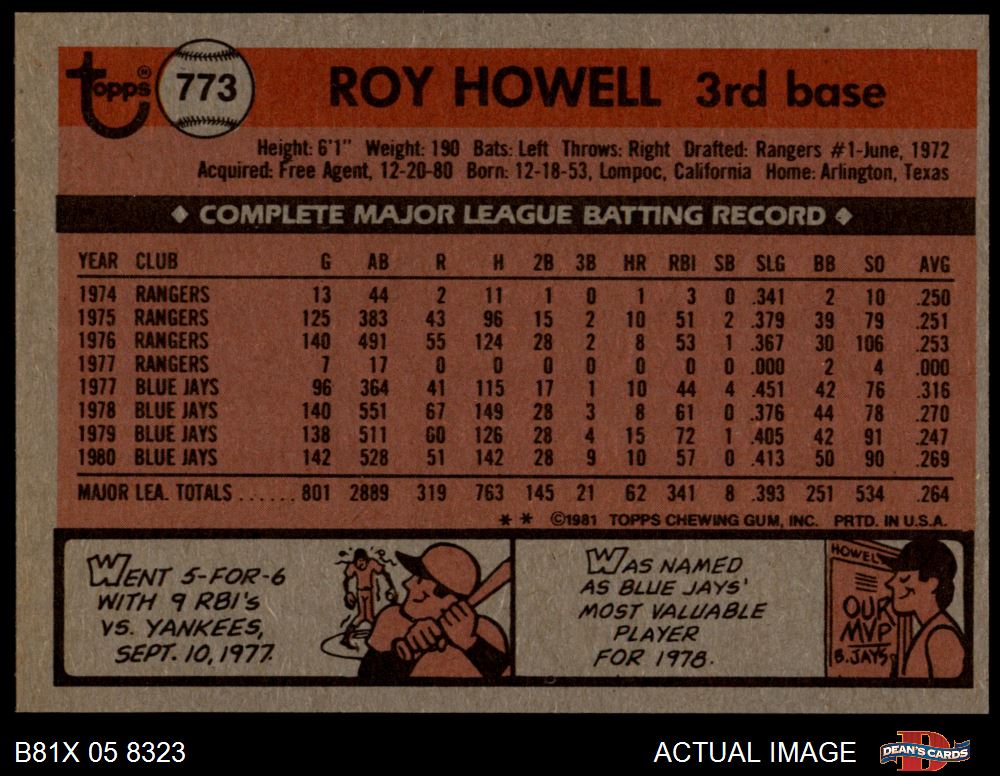 topps® 773 ROY HOWELL 3rd base
Height: 6'1" Weight: 190 Bats: Left Throws: Right Drafted: Rangers #1-June, 1972
Acquired: Free Agent, 12-20-80 Born: 12-18-53, Lompoc, California Home: Arlington, Texas
◆ COMPLETE MAJOR LEAGUE BATTING RECORD ◆
YEAR CLUB G AB R H 2B 3B HR RBI SB SLG BB SO AVG
1974 RANGERS 13 44 2 11 1 0 1 3 0 .341 2 10 .250
1975 RANGERS 125 383 43 96 15 2 10 51 2 .379 39 79 .251
1976 RANGERS 140 491 55 124 28 2 8 53 1 .367 30 106 .253
1977 RANGERS 7 17 0 0 0 0 0 0 0 .000 2 4 .000
1977 BLUE JAYS 96 364 41 115 17 1 10 44 4 .451 42 76 .316
1978 BLUE JAYS 140 551 67 149 28 3 8 61 0 .376 44 78 .270
1979 BLUE JAYS 138 511 60 126 28 4 15 72 1 .405 42 91 .247
1980 BLUE JAYS 142 528 51 142 28 9 10 57 0 .413 50 90 .269
MAJOR LEA. TOTALS ...... 801 2889 319 763 145 21 62 341 8 .393 251 534 .264
* * ©1981 TOPPS CHEWING GUM, INC. PRTD. IN U.S.A.
WENT 5-FOR-6
WITH 9 RBI'S
VS. YANKEES,
SEPT. 10, 1977.
WAS NAMED
AS BLUE JAYS'
MOST VALUABLE
PLAYER
FOR 1978.
HOWELL
OUR
MVP
B. JAYS
B81X 05 8323 ACTUAL IMAGE DEAN'S CARDS